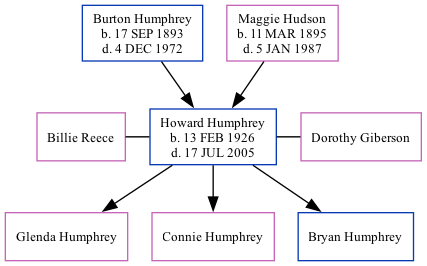 Burton Humphrey
b. 17 SEP 1893
d. 4 DEC 1972
Maggie Hudson
b. 11 MAR 1895
d. 5 JAN 1987
Billie Reece
Howard Humphrey
b. 13 FEB 1926
d. 17 JUL 2005
Dorothy Giberson
Glenda Humphrey
Connie Humphrey
Bryan Humphrey